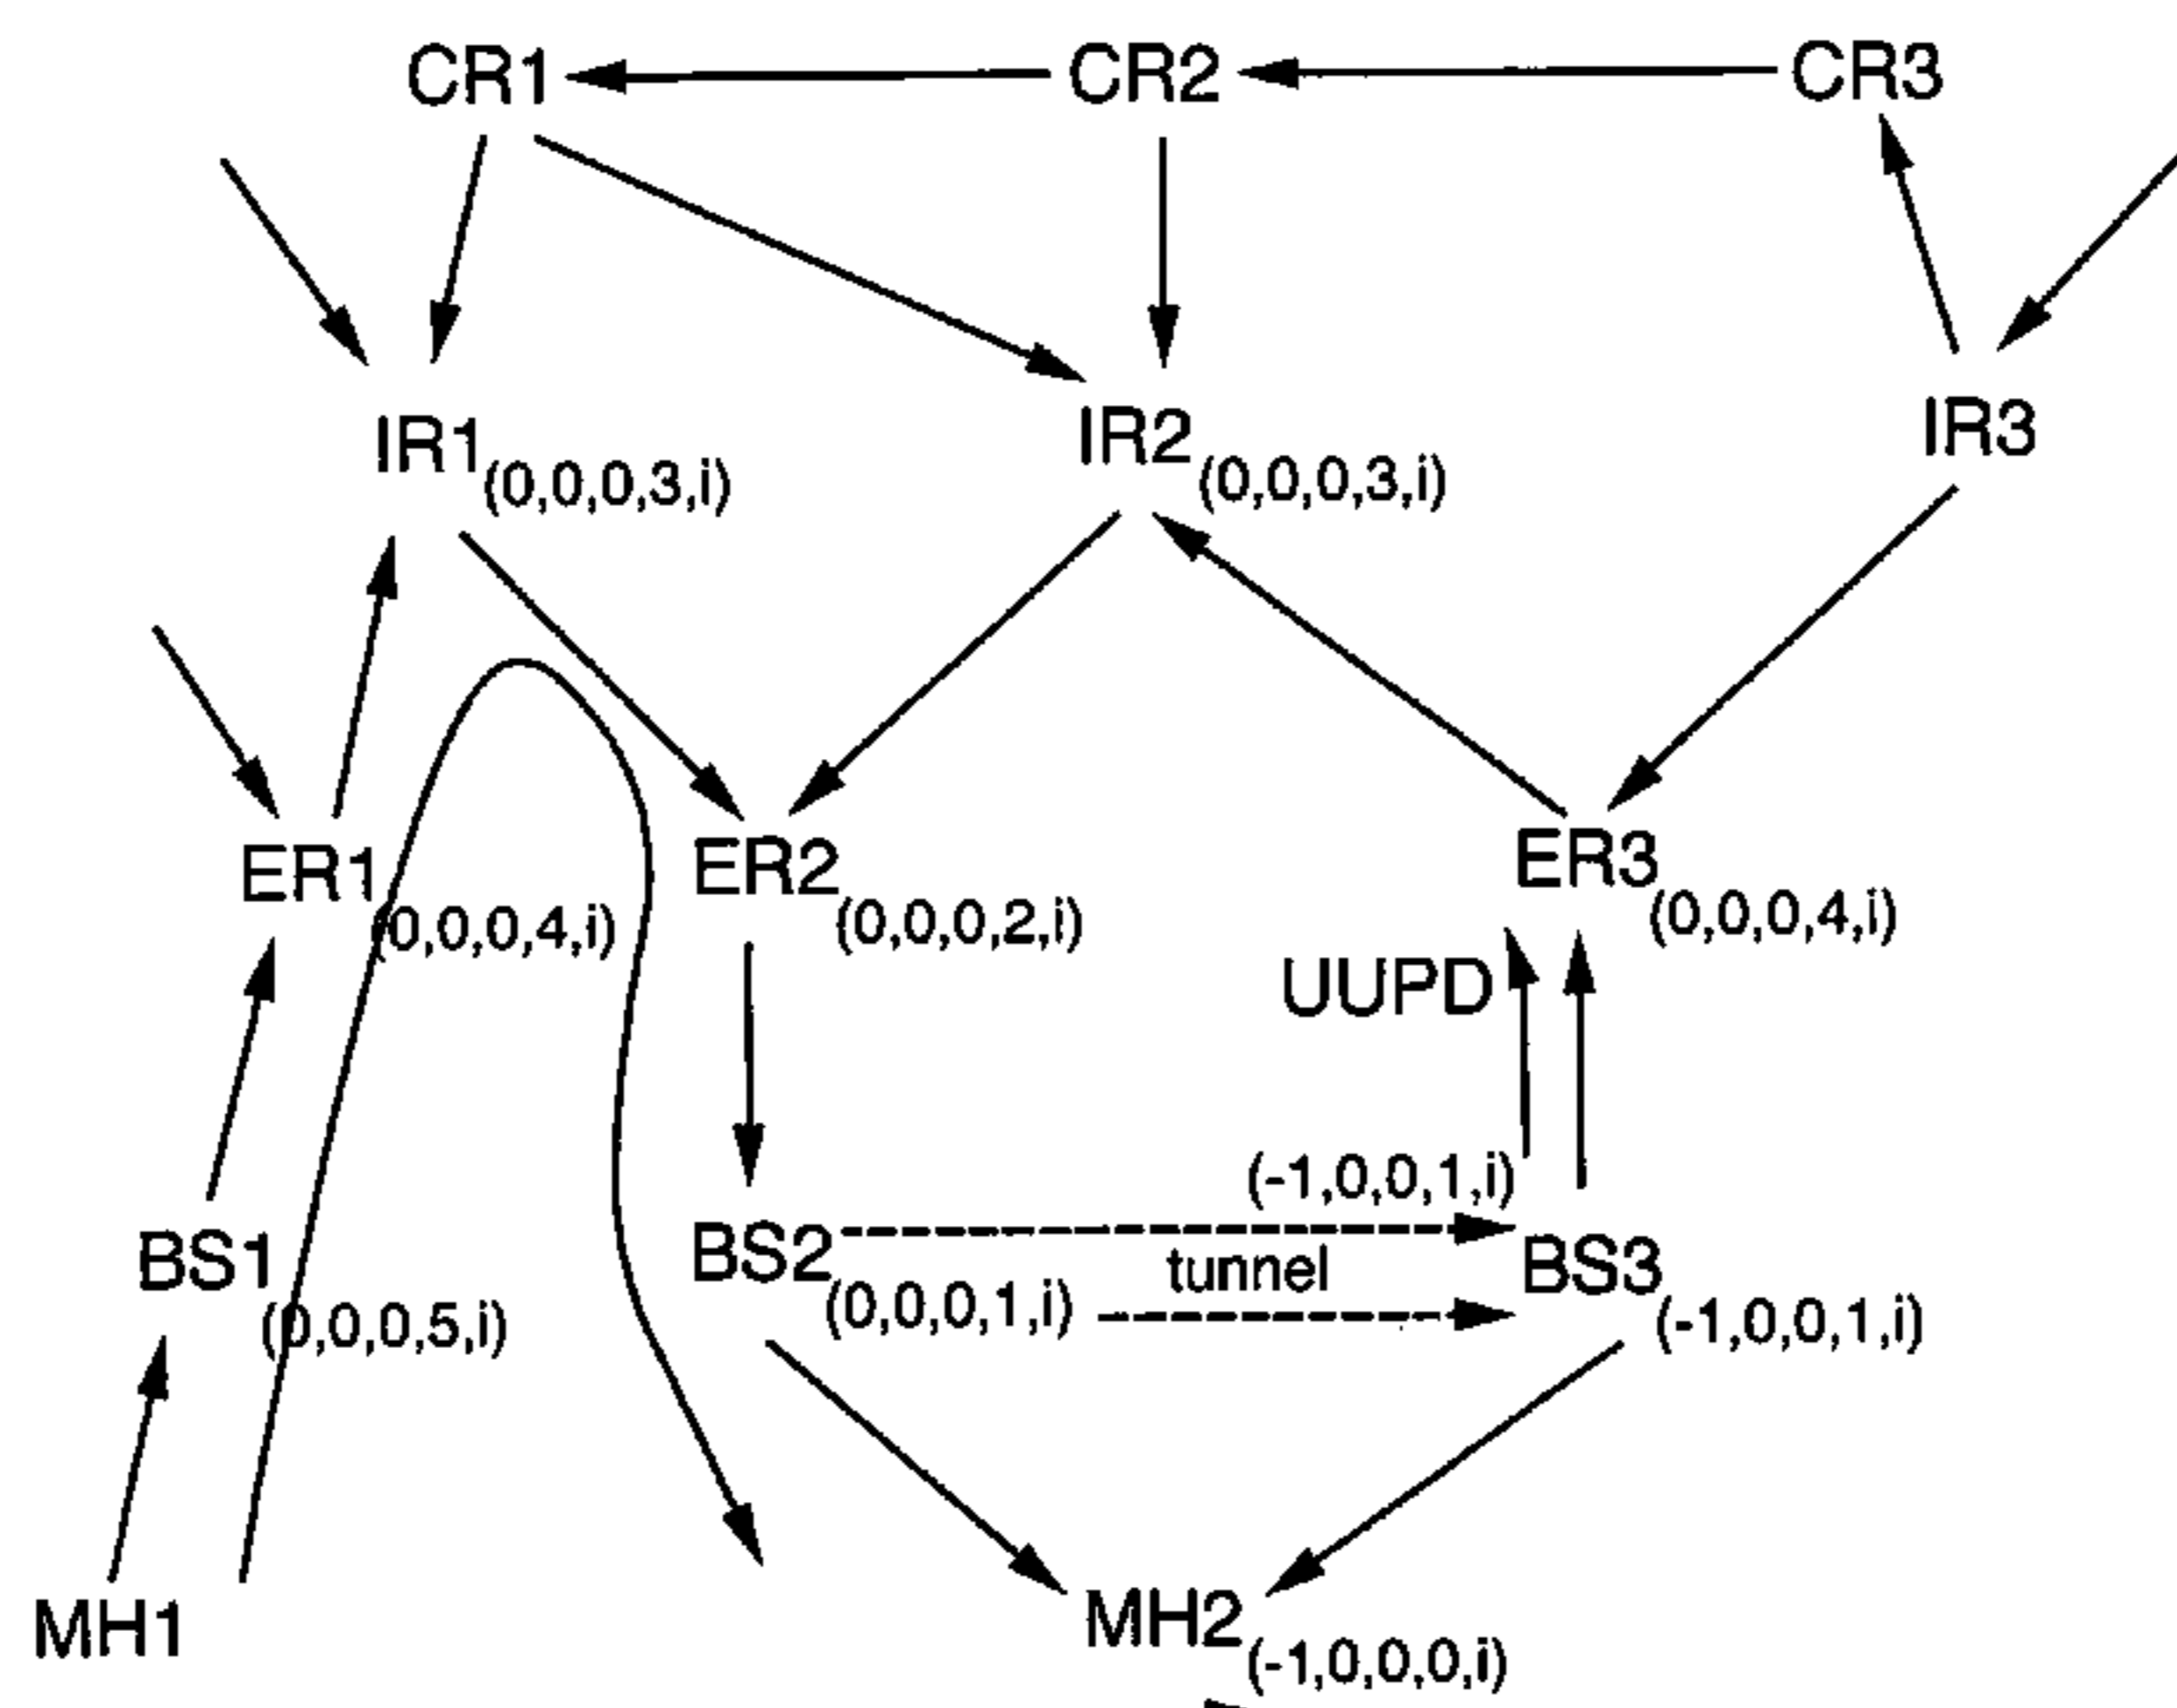 CR1 CR2 CR3
IR1(0,0,0,3,i) IR2(0,0,0,3,i) IR3
ER1(0,0,0,4,i) ER2(0,0,0,2,i) ER3(0,0,0,4,i)
UUPD
(-1,0,0,1,i)
BS1(0,0,0,5,i) BS2(0,0,0,1,i) tunnel BS3(-1,0,0,1,i)
MH1 MH2(-1,0,0,0,i)